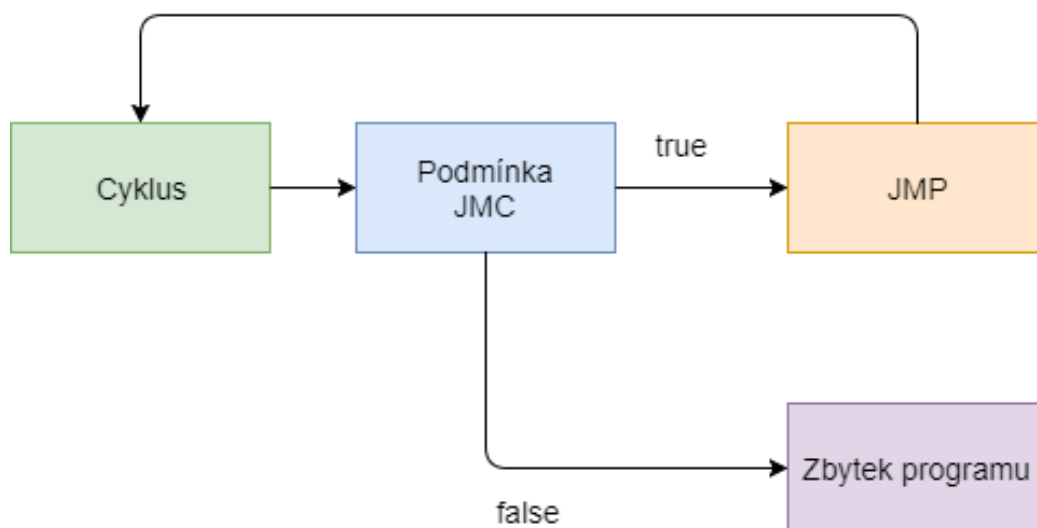 Cyklus
Podmínka
JMC
true
JMP
Zbytek programu
false